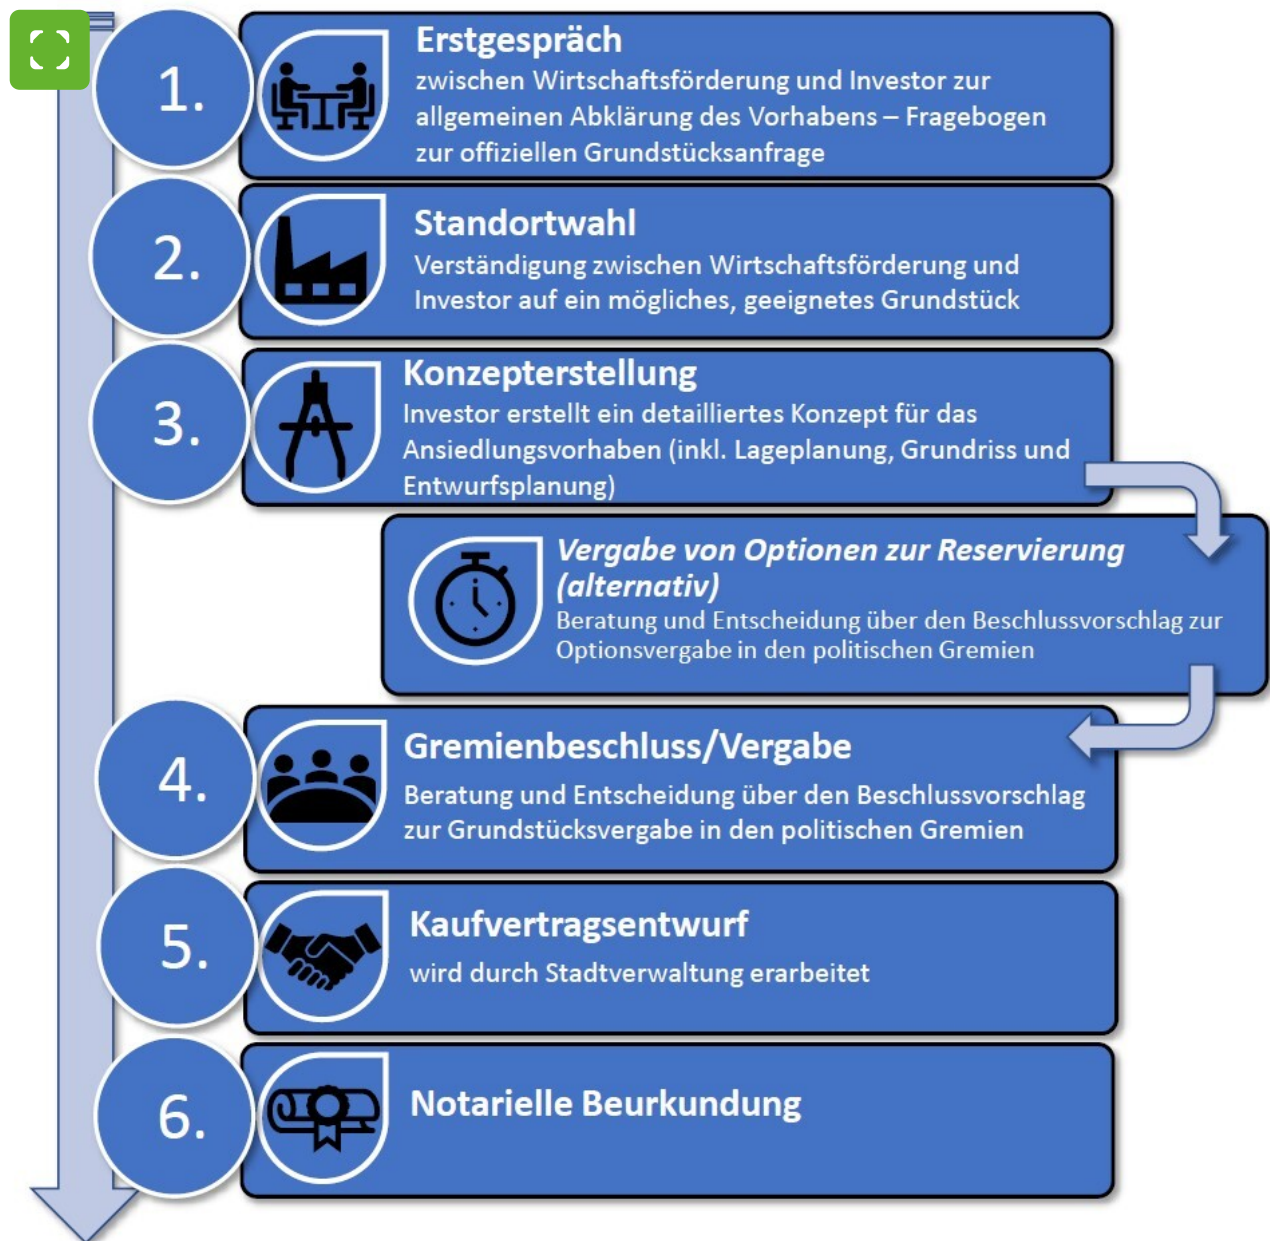 1.
Erstgespräch
zwischen Wirtschaftsförderung und Investor zur
allgemeinen Abklärung des Vorhabens – Fragebogen
zur offiziellen Grundstücksanfrage
2.
Standortwahl
Verständigung zwischen Wirtschaftsförderung und
Investor auf ein mögliches, geeignetes Grundstück
3.
Konzepterstellung
Investor erstellt ein detailliertes Konzept für das
Ansiedlungsvorhaben (inkl. Lageplanung, Grundriss und
Entwurfsplanung)
Vergabe von Optionen zur Reservierung
(alternativ)
Beratung und Entscheidung über den Beschlussvorschlag zur
Optionsvergabe in den politischen Gremien
4.
Gremienbeschluss/Vergabe
Beratung und Entscheidung über den Beschlussvorschlag
zur Grundstücksvergabe in den politischen Gremien
5.
Kaufvertragsentwurf
wird durch Stadtverwaltung erarbeitet
6.
Notarielle Beurkundung